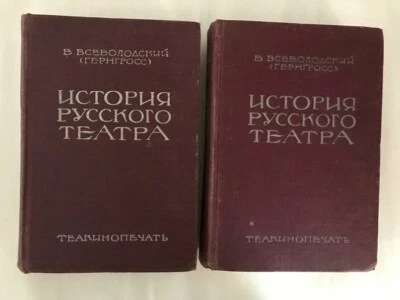 В. ВСЕВОЛОДСКИЙ
(ГЕРНГРОСС)
ИСТОРИЯ
РУССКОГО
ТЕАТРА
ТЕАКИНОПЕЧАТЬ
В. ВСЕВОЛОДСКИЙ
(ГЕРНГРОСС)
ИСТОРИЯ
РУССКОГО
ТЕАТРА
ТЕАКИНОПЕЧАТЬ